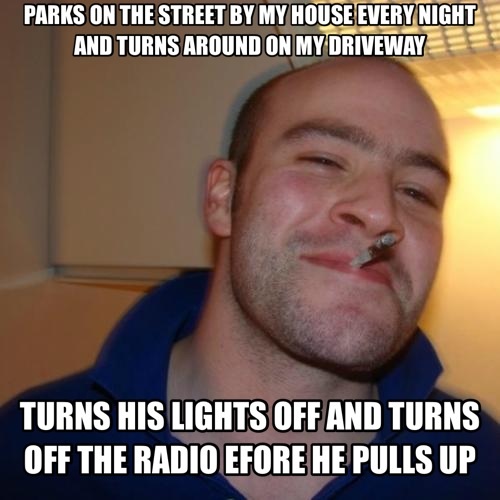 PARKS ON THE STREET BY MY HOUSE EVERY NIGHT
AND TURNS AROUND ON MY DRIVEWAY
TURNS HIS LIGHTS OFF AND TURNS
OFF THE RADIO EFORE HE PULLS UP